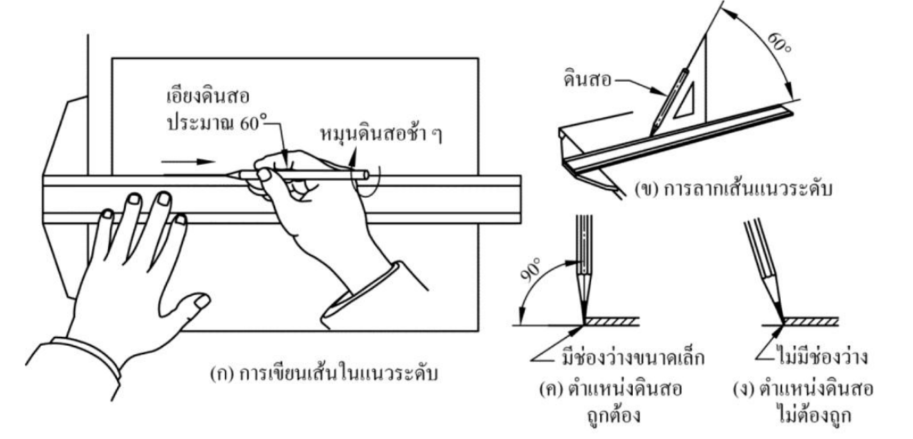 เอียงดินสอ
ประมาณ 60°
หมุนดินสอช้า ๆ
(ก) การเขียนเส้นในแนวระดับ
60°
ดินสอ
(ข) การลากเส้นแนวระดับ
90°
มีช่องว่างขนาดเล็ก
(ค) ตำแหน่งดินสอ
ถูกต้อง
ไม่มีช่องว่าง
(ง) ตำแหน่งดินสอ
ไม่ต้องถูก